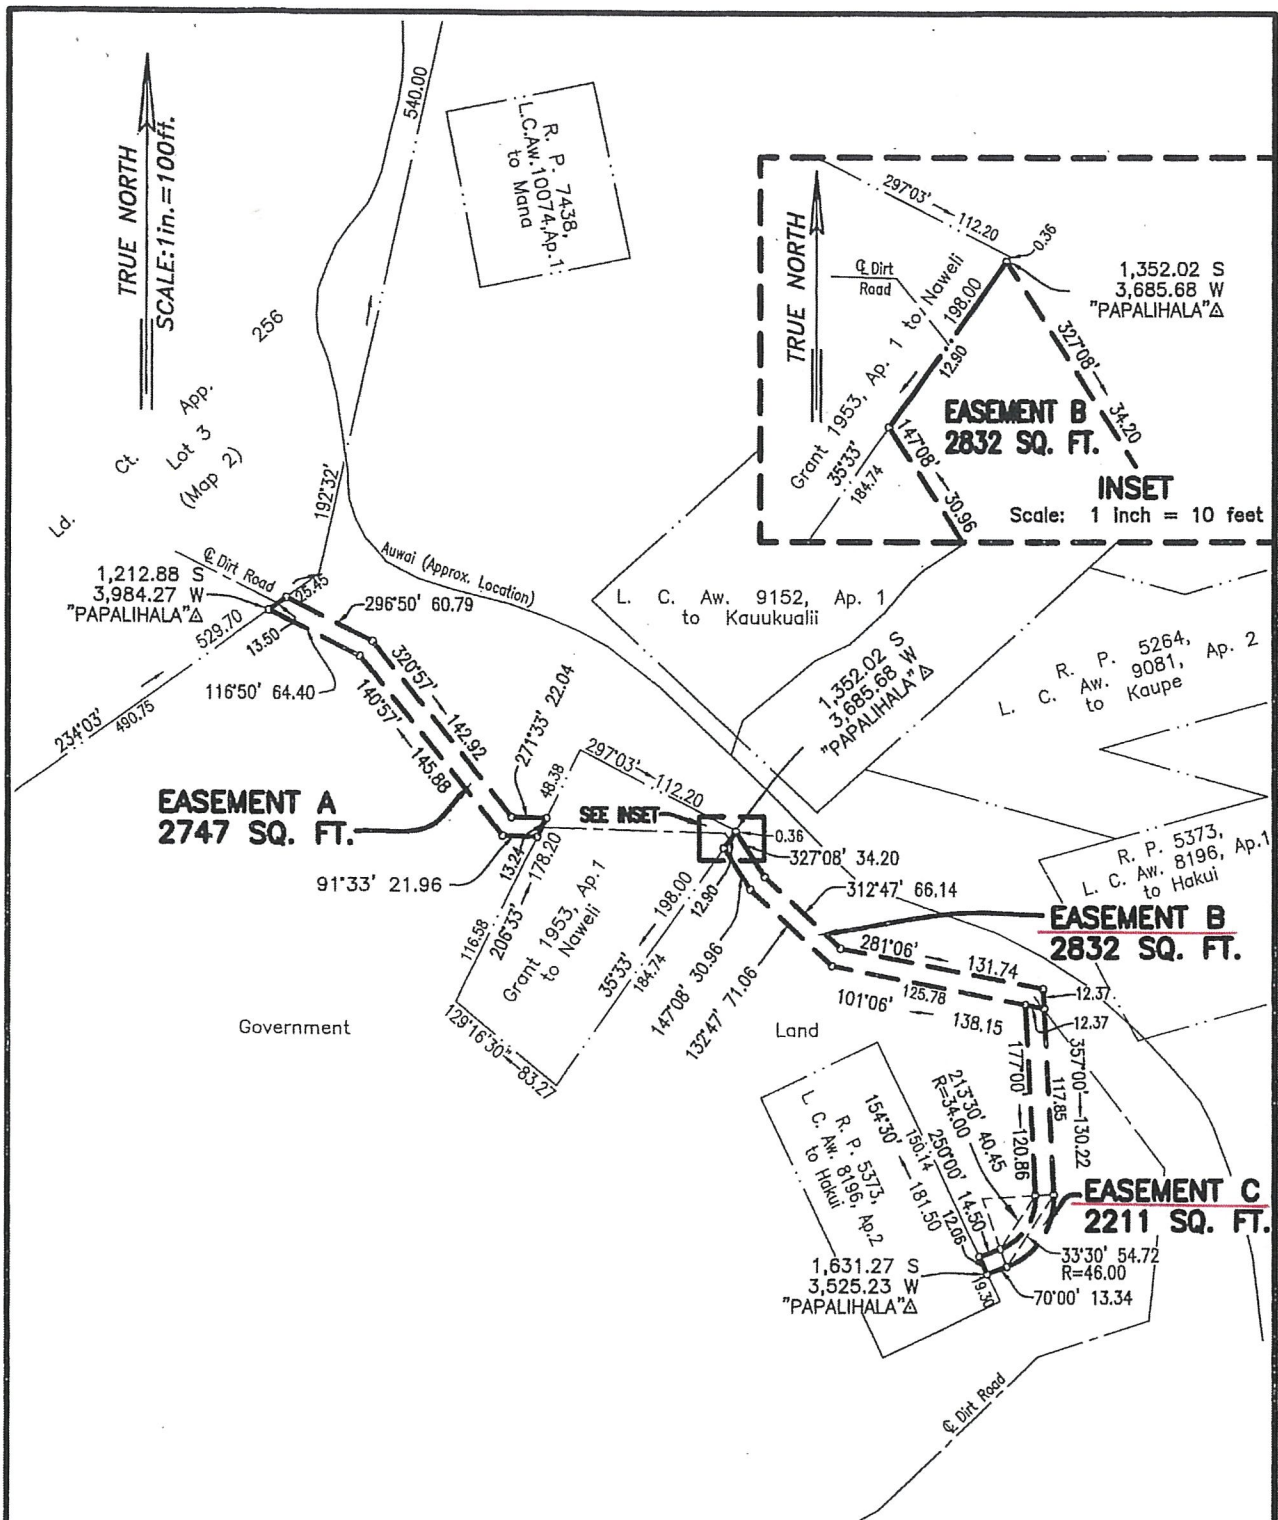 TRUE NORTH
SCALE: 1in.=100ft.
540.00
R. P. 7438,
L.C.Aw.10074,Ap.1
to Mana
256
Ld. Ct. App.
Lot 3
(Map 2)
192°32'
TRUE NORTH
297°03' 112.20
0.36
1,352.02 S
3,685.68 W
"PAPALIHALA"
℄ Dirt
Road
198.00
12.90
Grant 1953, Ap. 1 to Naweli
35°33'
184.74
EASEMENT B
2832 SQ. FT.
327°08' 34.20
147°08' 30.96
INSET
Scale: 1 inch = 10 feet
℄ Dirt Road
Auwai (Approx. Location)
1,212.88 S
3,984.27 W
"PAPALIHALA"
25.45
296°50' 60.79
529.70
13.50
116°50' 64.40
234°03'
490.75
320°57' 142.92
140°57' 145.88
271°33' 22.04
L. C. Aw. 9152, Ap. 1
to Kauukualii
1,352.02 S
3,685.68 W
"PAPALIHALA"
R. P. 5264,
L. C. Aw. 9081, Ap. 2
to Kaupe
EASEMENT A
2747 SQ. FT.
48.38
297°03' 112.20
SEE INSET
0.36
327°08' 34.20
312°47' 66.14
91°33' 21.96
13.24
178.20
116.58
206°33'
Grant 1953, Ap.1
to Naweli
198.00
12.90
35°33'
184.74
R. P. 5373,
L. C. Aw. 8196, Ap.1
to Hakui
EASEMENT B
2832 SQ. FT.
281°06' 131.74
12.37
125.78
101°06' 138.15
12.37
147°08' 30.96
132°47' 71.06
129°16'30" 83.27
Government Land
177°00' 120.86
357°00' 130.22
117.85
213°30' 40.45
R=34.00
250°00' 14.50
154°30' 181.50
150.14
12.06
R. P. 5373,
L. C. Aw. 8196, Ap.2
to Hakui
EASEMENT C
2211 SQ. FT.
1,631.27 S
3,525.23 W
"PAPALIHALA"
19.30
33°30' 54.72
R=46.00
70°00' 13.34
℄ Dirt Road